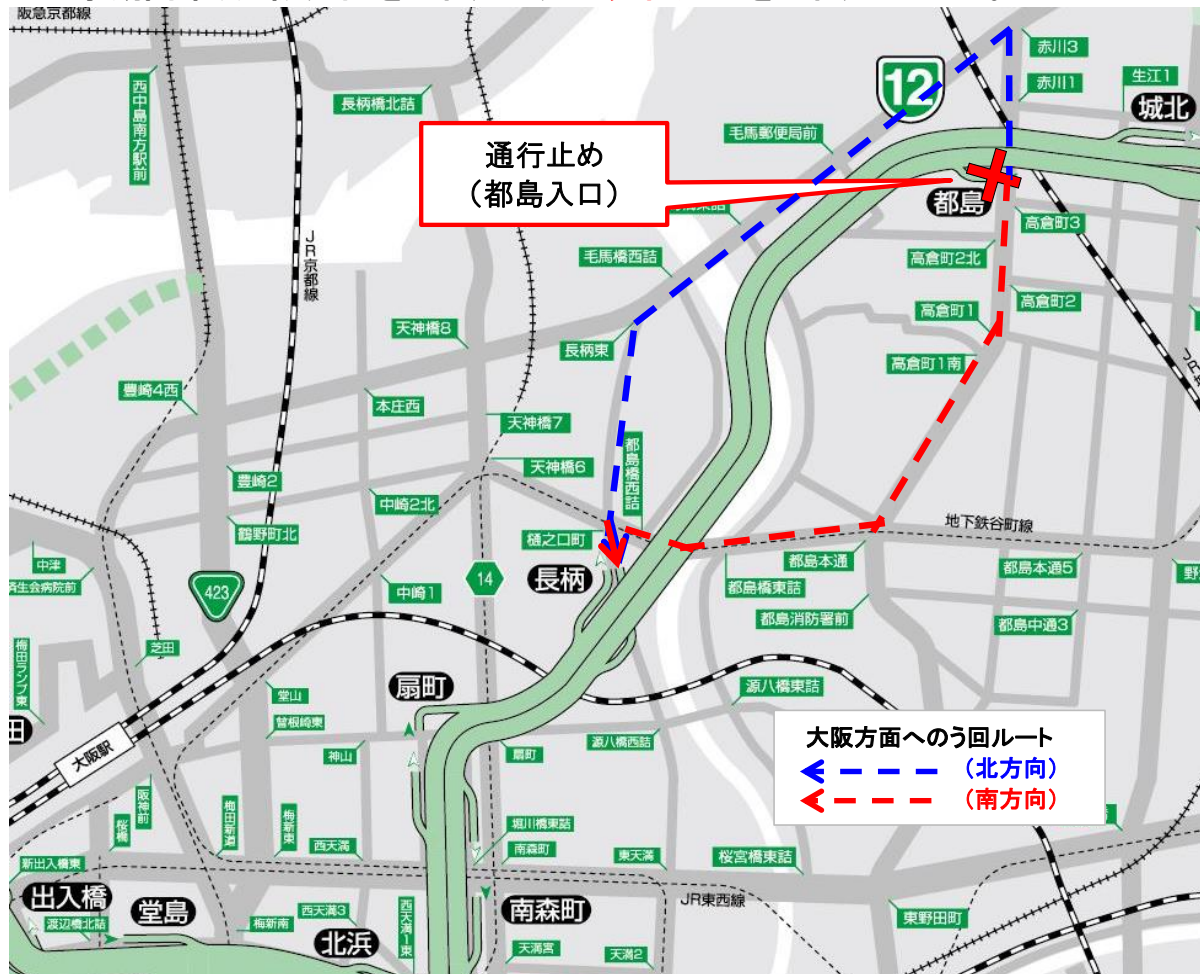 阪急京都線
赤川3
赤川1
生江1
城北
12
長柄橋北詰
西中島南方駅前
毛馬郵便局前
通行止め
（都島入口）
都島
高倉町3
高倉町2北
JR京都線
毛馬橋西詰
高倉町2
高倉町1
天神橋8
長柄東
高倉町1南
豊崎4西
本庄西
天神橋7
都島橋西詰
天神橋6
豊崎2
中崎2北
地下鉄谷町線
鶴野町北
樋之口町
中津
長柄
14
都島本通
都島本通5
済生会病院前
423
中崎1
都島橋東詰
都島消防署前
都島中通3
芝田
梅田ランプ東
扇町
源八橋東詰
堂山
曽根崎東
大阪駅
神山
扇町
源八橋西詰
大阪方面へのう回ルート
（北方向）
（南方向）
阪神前
桜橋
梅田新道
梅新東
西天満
堀川橋東詰
南森町
東天満
桜宮橋東詰
新出入橋東
出入橋
渡辺橋北詰
堂島
梅新南
西天満3
北浜
西天満1東
南森町
JR東西線
東野田町
天満宮
天満2